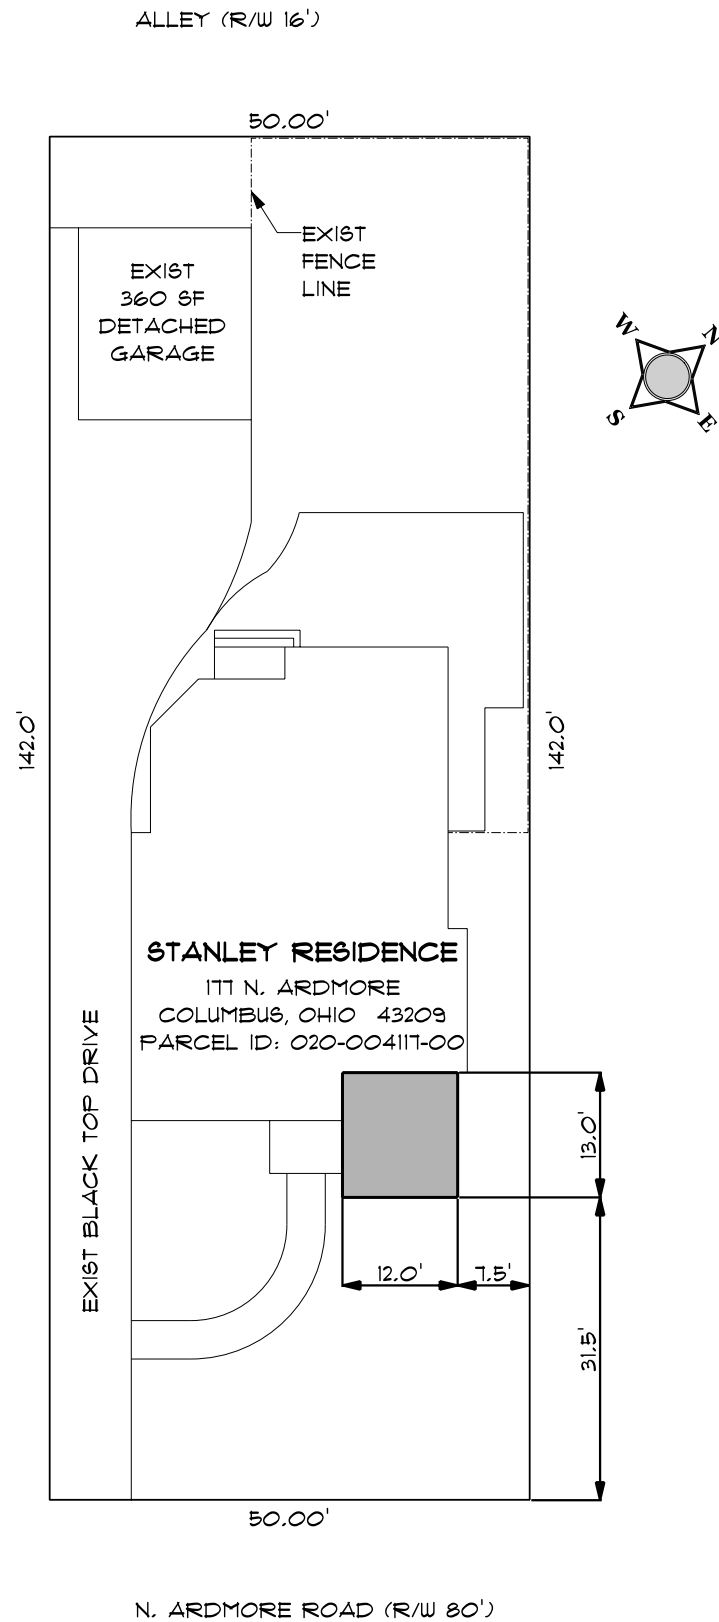 ALLEY (R/W 16')
50.00'
EXIST
FENCE
LINE
EXIST
360 SF
DETACHED
GARAGE
W
N
S
E
142.0'
142.0'
STANLEY RESIDENCE
177 N. ARDMORE
COLUMBUS, OHIO 43209
PARCEL ID: 020-004117-00
EXIST BLACK TOP DRIVE
13.0'
12.0'
7.5'
31.5'
50.00'
N. ARDMORE ROAD (R/W 80')